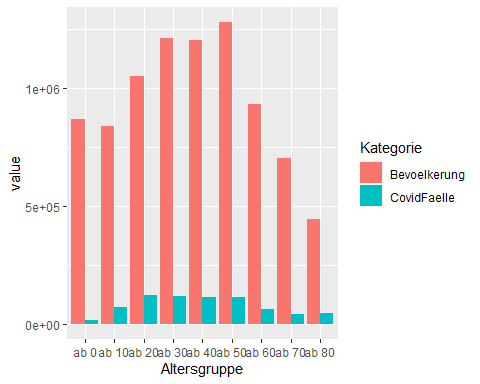 1e+06
5e+05
0e+00
value
ab 0 ab 10 ab 20 ab 30 ab 40 ab 50 ab 60 ab 70 ab 80
Altersgruppe
Kategorie
Bevoelkerung
CovidFaelle